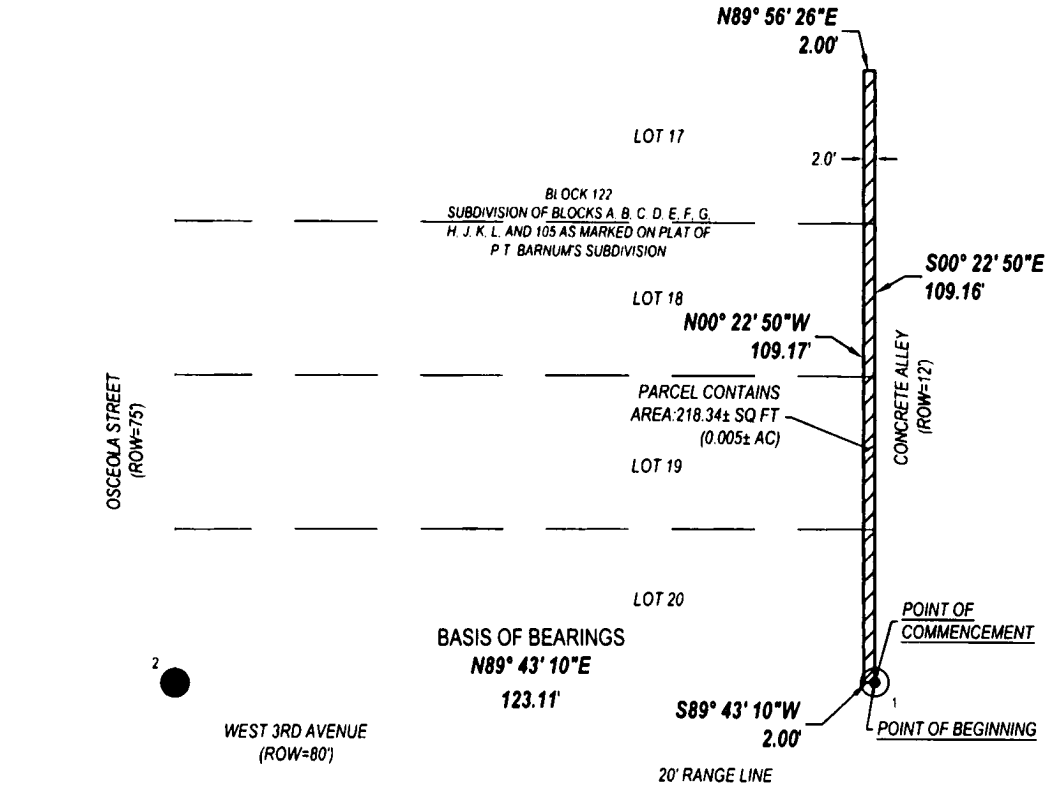 N89° 56' 26"E
2.00'
LOT 17
2.0'
BLOCK 122
SUBDIVISION OF BLOCKS A, B, C, D, E, F, G,
H, J, K, L, AND 105 AS MARKED ON PLAT OF
P T BARNUM'S SUBDIVISION
S00° 22' 50"E
109.16'
LOT 18
N00° 22' 50"W
109.17'
CONCRETE ALLEY
(ROW=12')
OSCEOLA STREET
(ROW=75')
PARCEL CONTAINS
AREA:218.34± SQ FT
(0.005± AC)
LOT 19
LOT 20
POINT OF
COMMENCEMENT
BASIS OF BEARINGS
N89° 43' 10"E
123.11'
2
1
S89° 43' 10"W
2.00'
POINT OF BEGINNING
WEST 3RD AVENUE
(ROW=80')
20' RANGE LINE